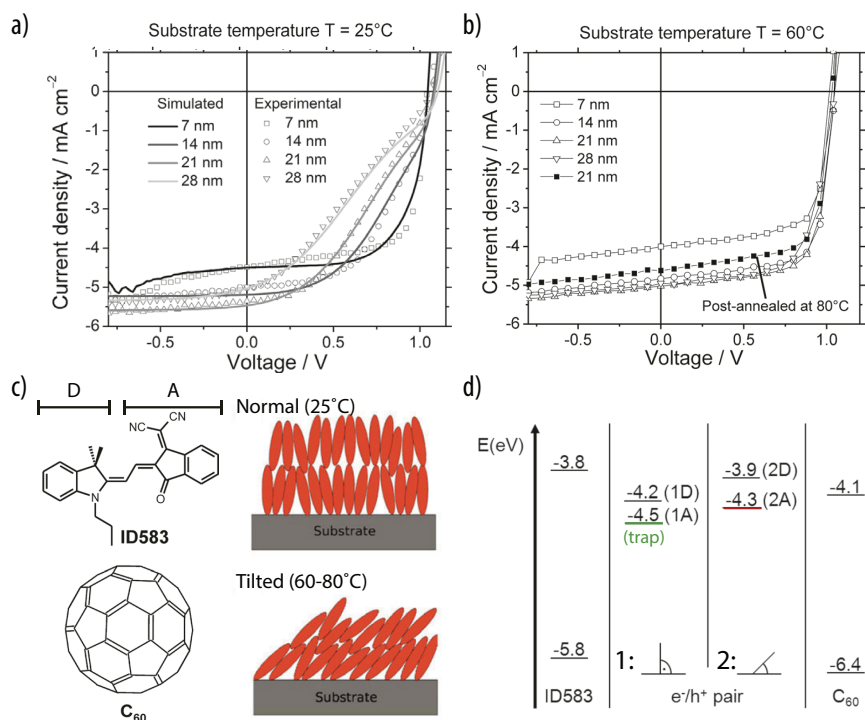 a)
Substrate temperature T = 25°C
Current density / mA cm⁻²
1
0
-1
-2
-3
-4
-5
-6
Simulated
7 nm
14 nm
21 nm
28 nm
Experimental
7 nm
14 nm
21 nm
28 nm
-0.5
0.0
0.5
1.0
Voltage / V
b)
Substrate temperature T = 60°C
Current density / mA cm⁻²
1
0
-1
-2
-3
-4
-5
-6
7 nm
14 nm
21 nm
28 nm
21 nm
Post-annealed at 80°C
-0.5
0.0
0.5
1.0
Voltage / V
c)
D
A
NC
CN
N
O
ID583
C₆₀
Normal (25°C)
Substrate
Tilted (60-80°C)
Substrate
d)
E(eV)
-3.8
-5.8
ID583
-4.2 (1D)
-4.5 (1A)
(trap)
-3.9 (2D)
-4.3 (2A)
1:
2:
e⁻/h⁺ pair
-4.1
-6.4
C₆₀